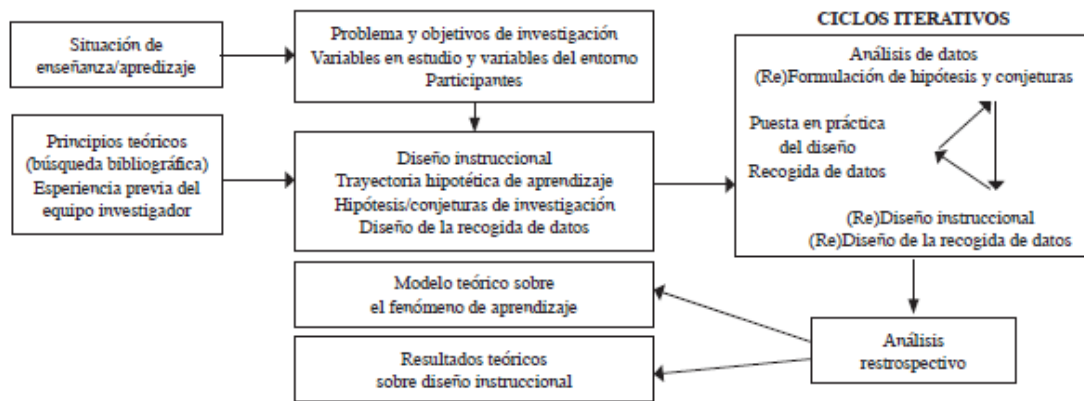 Situación de
enseñanza/apredizaje
Problema y objetivos de investigación
Variables en estudio y variables del entorno
Participantes
Principios teóricos
(búsqueda bibliográfica)
Esperiencia previa del
equipo investigador
Diseño instruccional
Trayectoria hipotética de aprendizaje
Hipótesis/conjeturas de investigación
Diseño de la recogida de datos
CICLOS ITERATIVOS
Análisis de datos
(Re)Formulación de hipótesis y conjeturas
Puesta en práctica
del diseño
Recogida de datos
(Re)Diseño instruccional
(Re)Diseño de la recogida de datos
Modelo teórico sobre
el fenómeno de aprendizaje
Resultados teóricos
sobre diseño instruccional
Análisis
restrospectivo